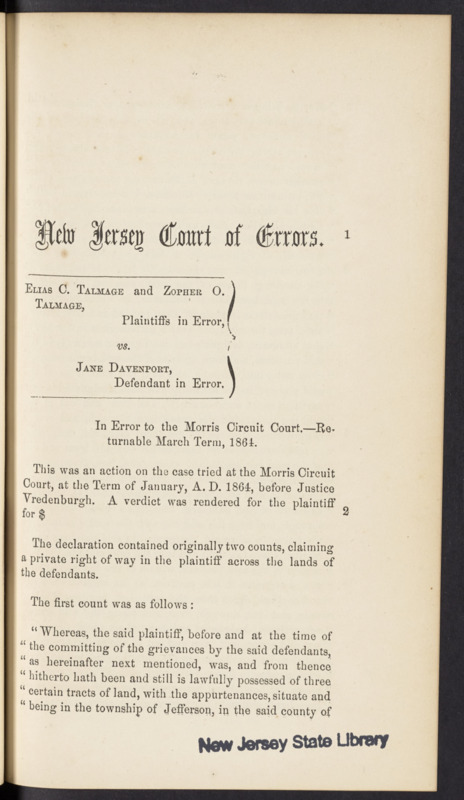 New Jersey Court of Errors. 1
Elias C. Talmage and Zopher O.
Talmage,
Plaintiffs in Error,
vs.
Jane Davenport,
Defendant in Error.
In Error to the Morris Circuit Court.—Re-
turnable March Term, 1864.
This was an action on the case tried at the Morris Circuit
Court, at the Term of January, A. D. 1864, before Justice
Vredenburgh. A verdict was rendered for the plaintiff
for $ 2
The declaration contained originally two counts, claiming
a private right of way in the plaintiff across the lands of
the defendants.
The first count was as follows:
"Whereas, the said plaintiff, before and at the time of
"the committing of the grievances by the said defendants,
"as hereinafter next mentioned, was, and from thence
"hitherto hath been and still is lawfully possessed of three
"certain tracts of land, with the appurtenances, situate and
"being in the township of Jefferson, in the said county of
New Jersey State Library